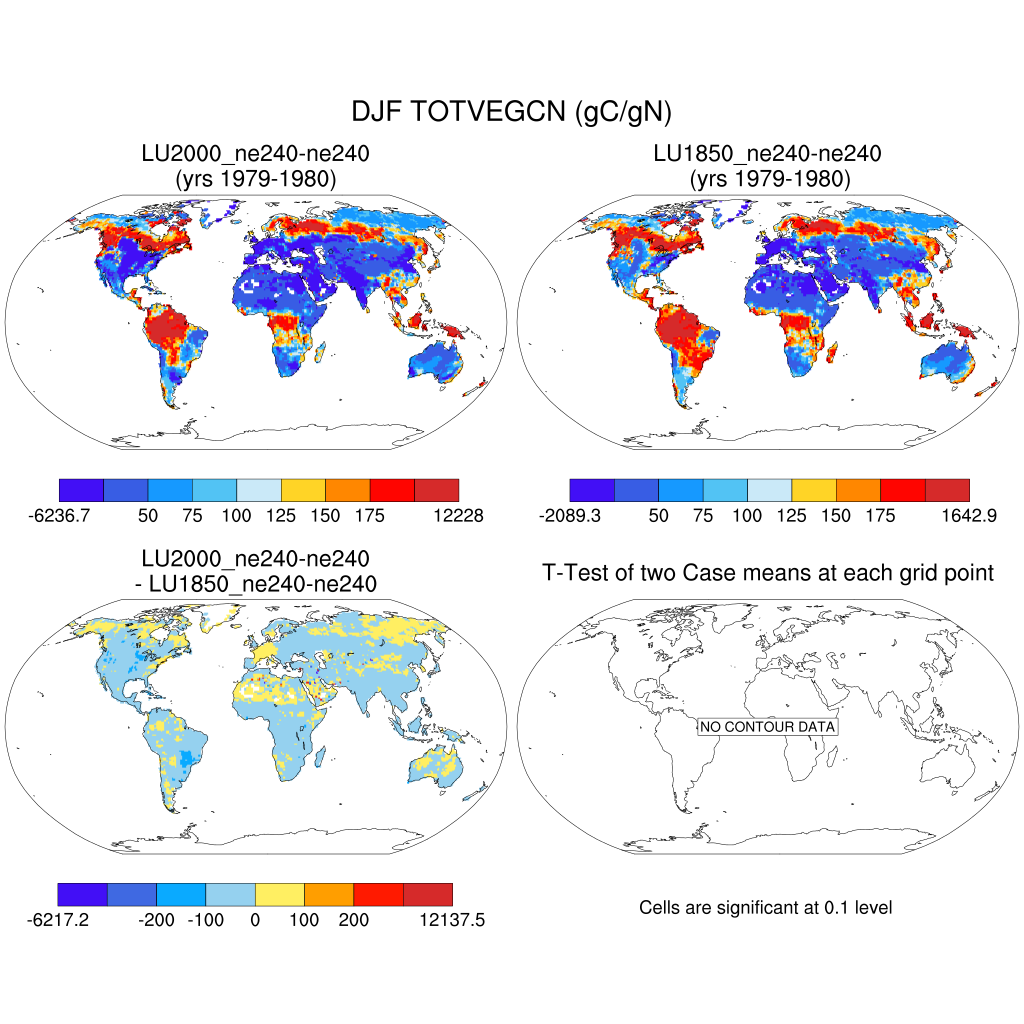 DJF TOTVEGCN (gC/gN)
LU2000_ne240-ne240
(yrs 1979-1980)
LU1850_ne240-ne240
(yrs 1979-1980)
-6236.7 50 75 100 125 150 175 12228
-2089.3 50 75 100 125 150 175 1642.9
LU2000_ne240-ne240
- LU1850_ne240-ne240
T-Test of two Case means at each grid point
NO CONTOUR DATA
-6217.2 -200 -100 0 100 200 12137.5
Cells are significant at 0.1 level